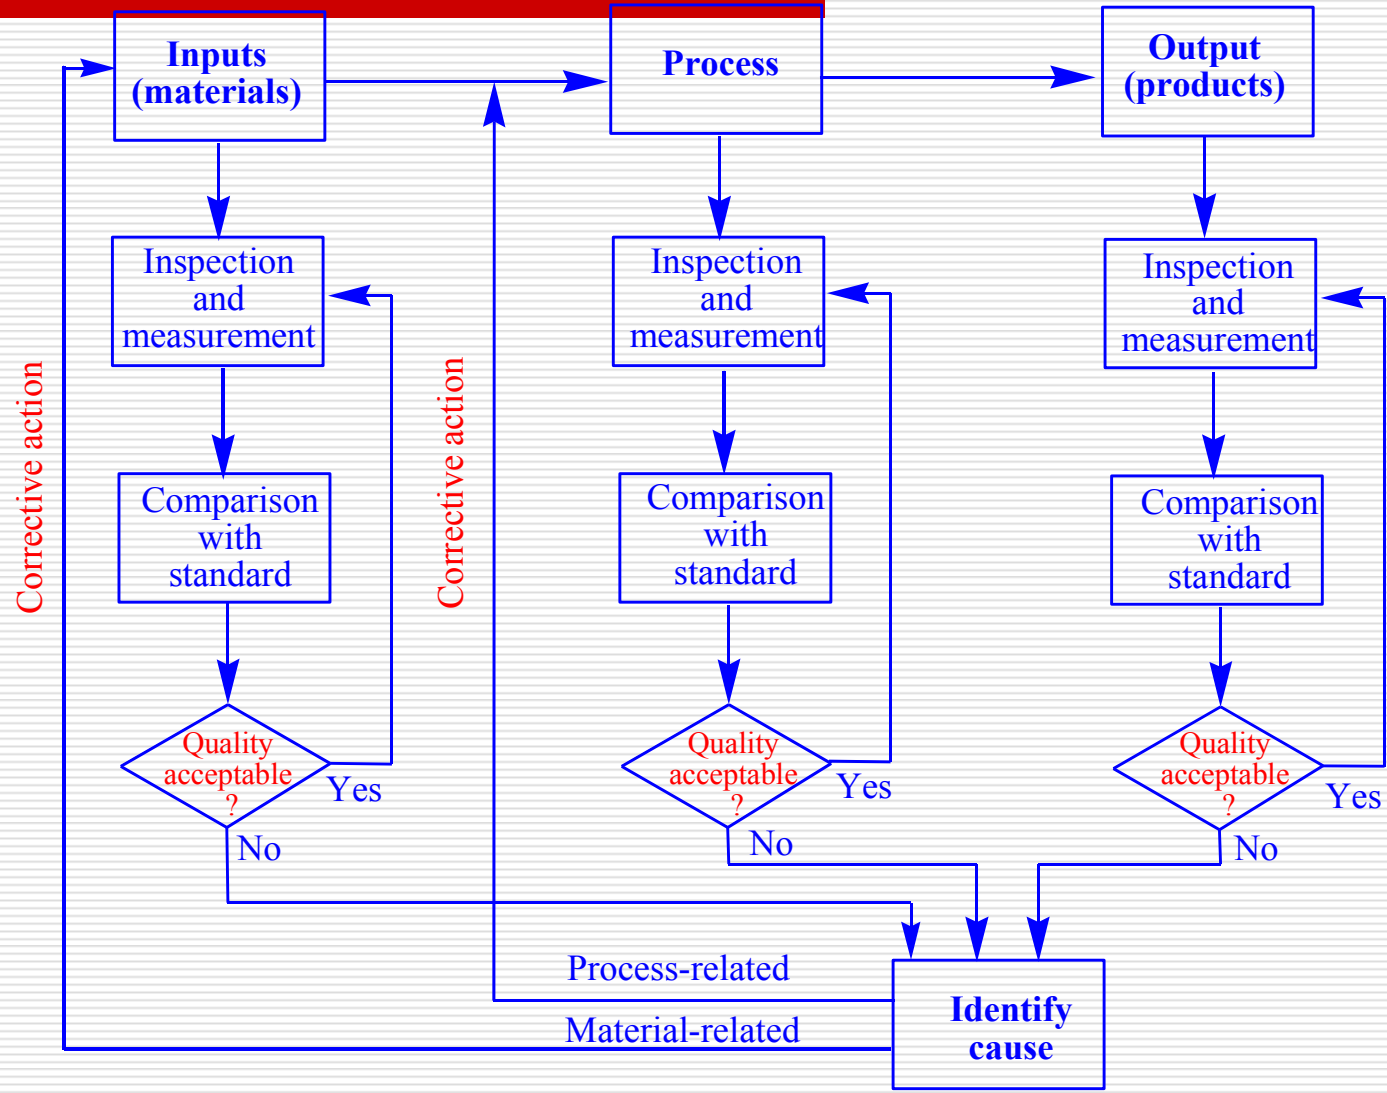 Inputs
(materials)
Process
Output
(products)
Inspection
and
measurement
Inspection
and
measurement
Inspection
and
measurement
Corrective action
Corrective action
Comparison
with
standard
Comparison
with
standard
Comparison
with
standard
Quality
acceptable
?
Yes
No
Quality
acceptable
?
Yes
No
Quality
acceptable
?
Yes
No
Process-related
Material-related
Identify
cause